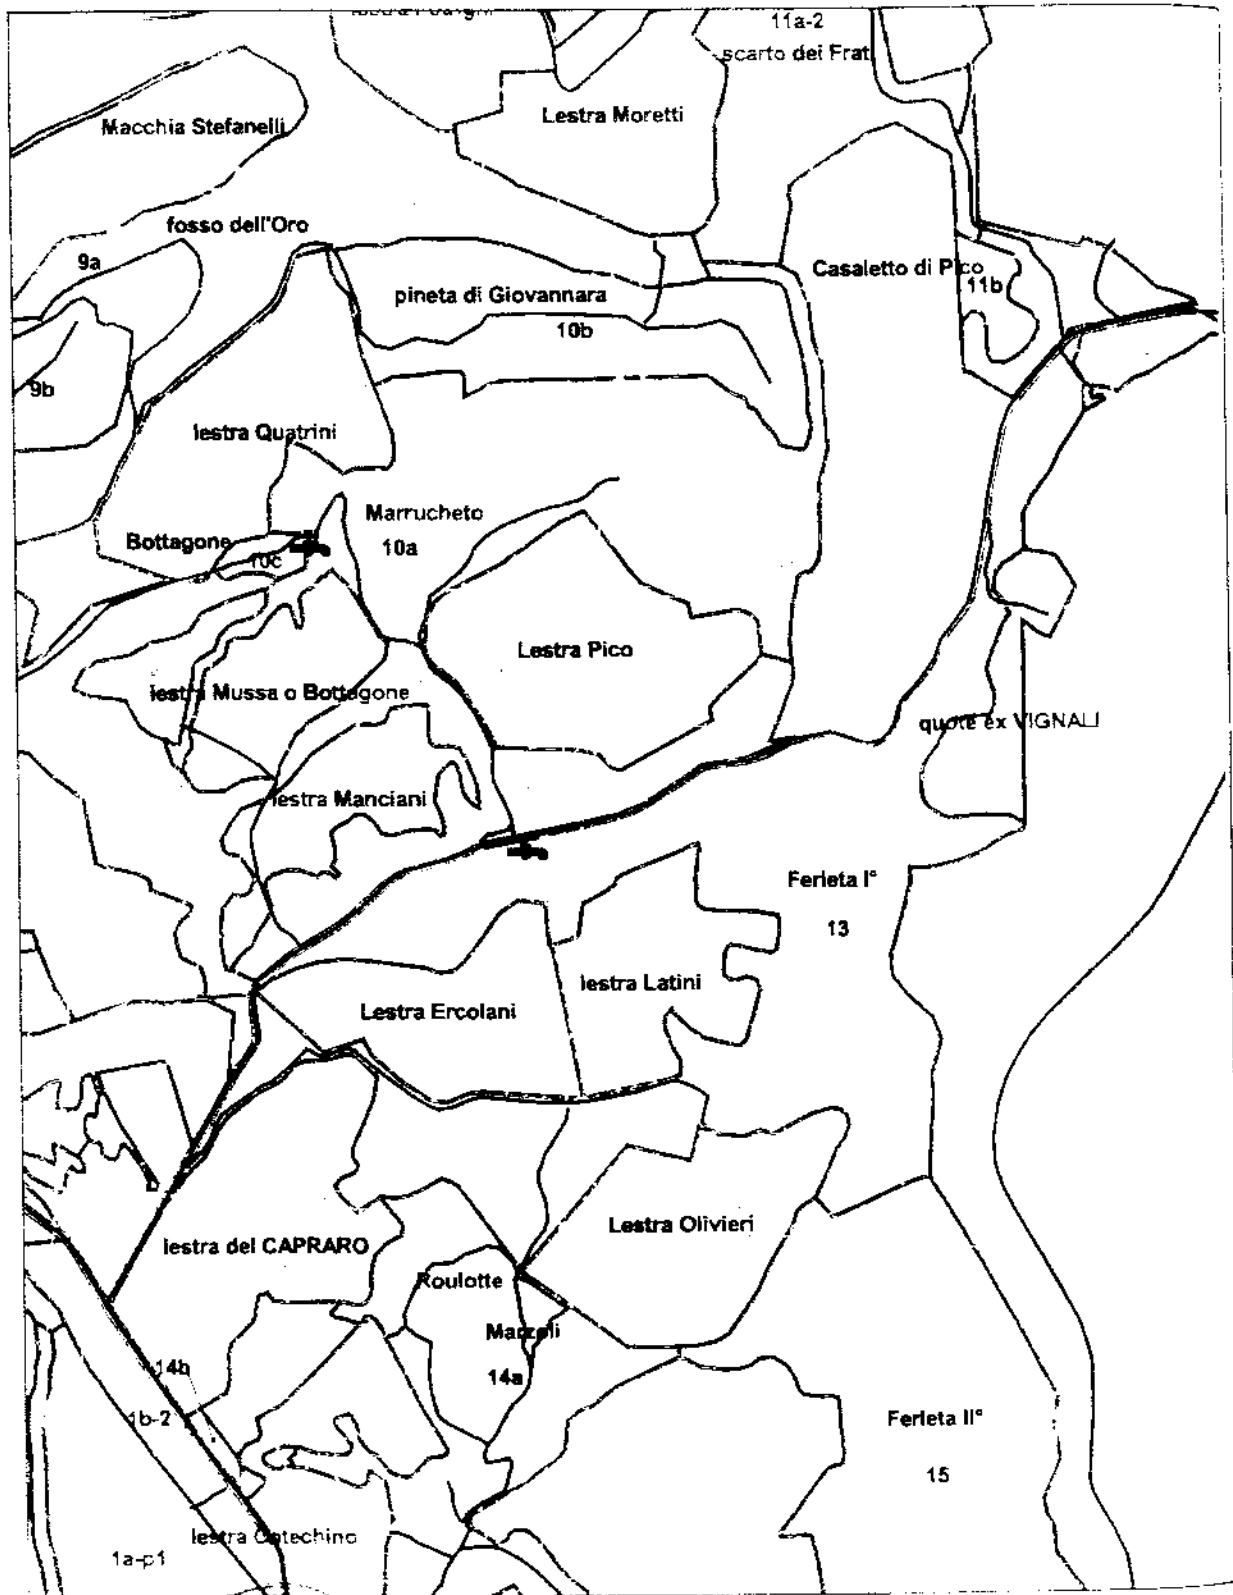 11a-2
scarto dei Frat
Macchia Stefanelli
Lestra Moretti
fosso dell'Oro
9a
Casaletto di Pico
11b
pineta di Giovannara
10b
9b
lestra Quatrini
Marrucheto
10a
Bottagone
10c
Lestra Pico
lestra Mussa o Bottagone
quote ex VIGNALI
lestra Manciani
Ferleta I°
13
lestra Latini
Lestra Ercolani
Lestra Olivieri
lestra del CAPRARO
Roulotte
Marzoli
14a
14b
1b-2
Ferleta II°
15
lestra Cotechino
1a-p1